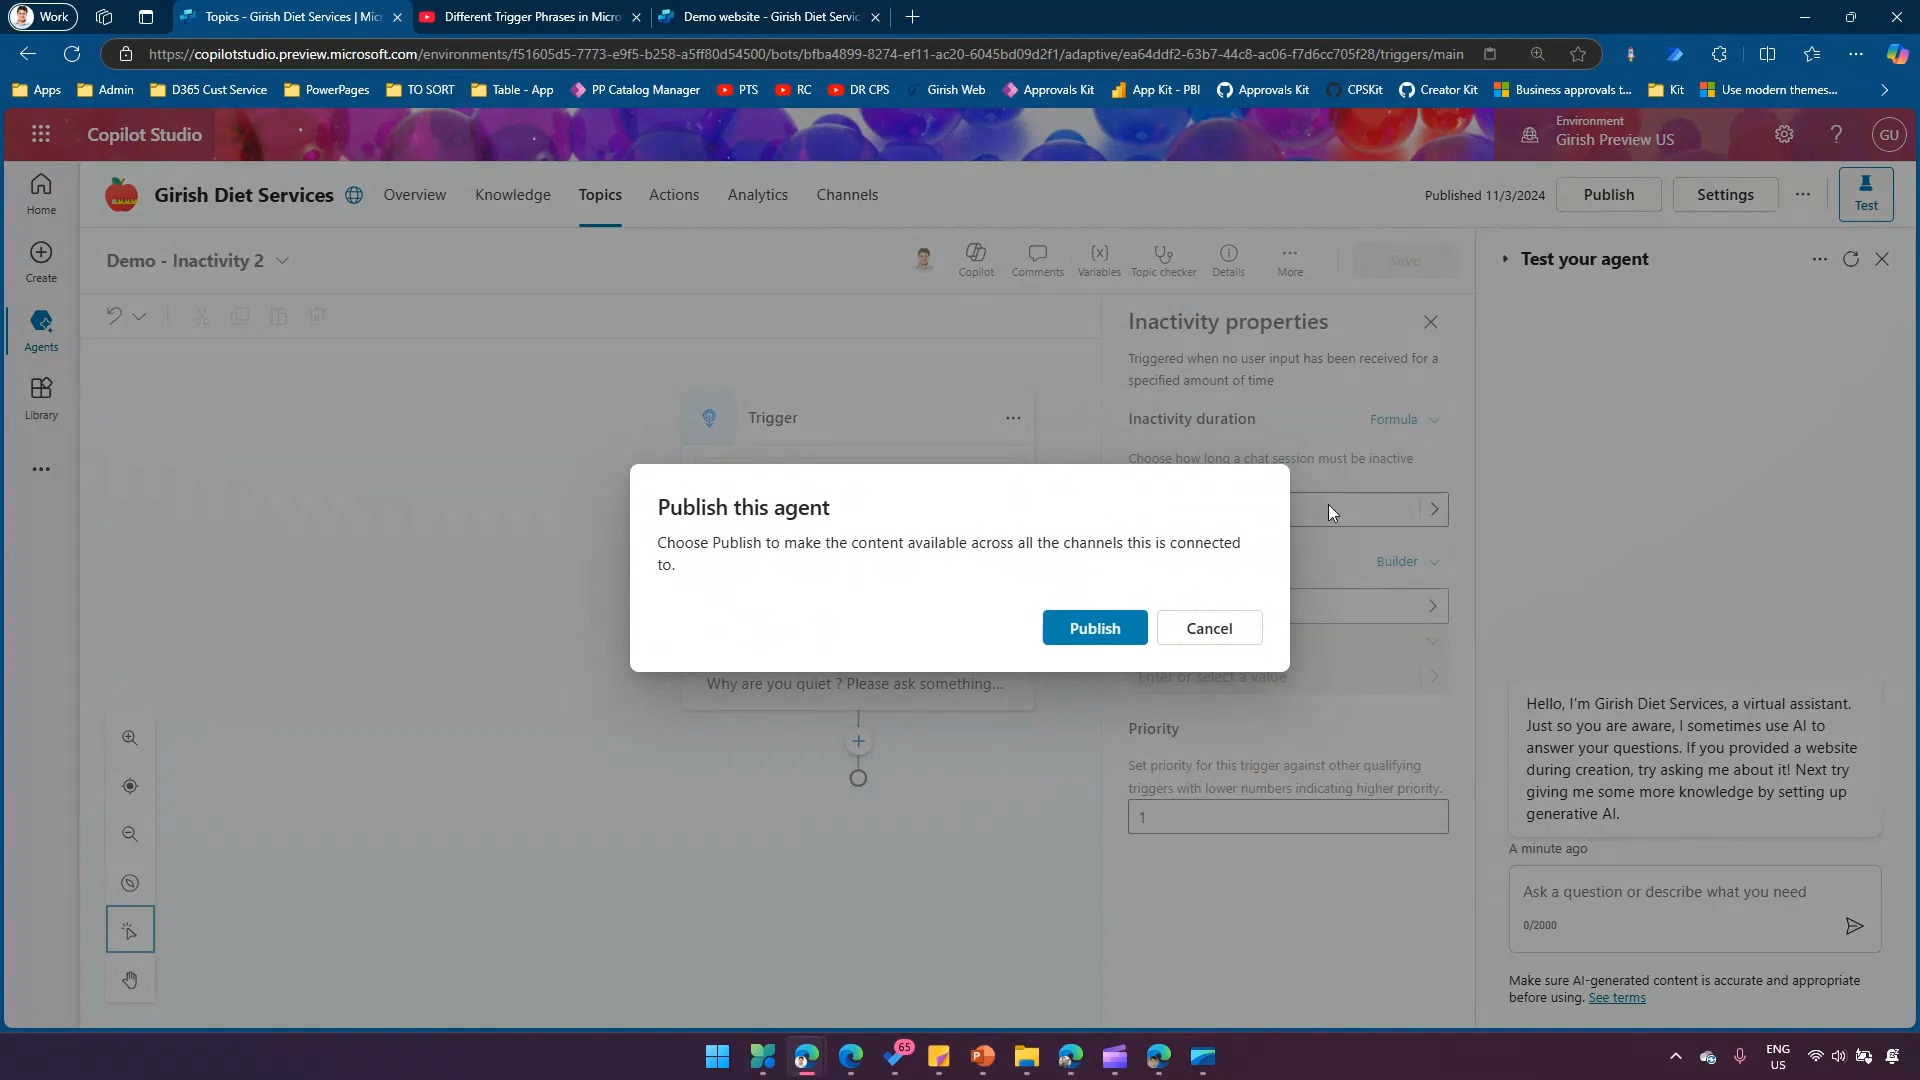 Work
Topics - Girish Diet Services | Mic
Different Trigger Phrases in Micro
Demo website - Girish Diet Servic
https://copilotstudio.preview.microsoft.com/environments/f51605d5-7773-e9f5-b258-a5ff80d54500/bots/bfba4899-8274-ef11-ac20-6045bd09d2f1/adaptive/ea64ddf2-63b7-44c8-ac06-f7d6cc705f28/triggers/main
Apps
Admin
D365 Cust Service
PowerPages
TO SORT
Table - App
PP Catalog Manager
PTS
RC
DR CPS
Girish Web
Approvals Kit
App Kit - PBI
Approvals Kit
CPSKit
Creator Kit
Business approvals t...
Kit
Use modern themes...
Copilot Studio
Environment
Girish Preview US
GU
Home
Create
Agents
Library
Girish Diet Services
Overview
Knowledge
Topics
Actions
Analytics
Channels
Published 11/3/2024
Publish
Settings
Test
Demo - Inactivity 2
Copilot
Comments
Variables
Topic checker
Details
More
Save
Test your agent
Inactivity properties
Triggered when no user input has been received for a
specified amount of time
Inactivity duration
Formula
Choose how long a chat session must be inactive
Builder
Enter or select a value
Priority
Set priority for this trigger against other qualifying
triggers with lower numbers indicating higher priority.
1
Trigger
Why are you quiet ? Please ask something...
Publish this agent
Choose Publish to make the content available across all the channels this is connected
to.
Publish
Cancel
Hello, I'm Girish Diet Services, a virtual assistant.
Just so you are aware, I sometimes use AI to
answer your questions. If you provided a website
during creation, try asking me about it! Next try
giving me some more knowledge by setting up
generative AI.
A minute ago
Ask a question or describe what you need
0/2000
Make sure AI-generated content is accurate and appropriate
before using. See terms
65
ENG
US